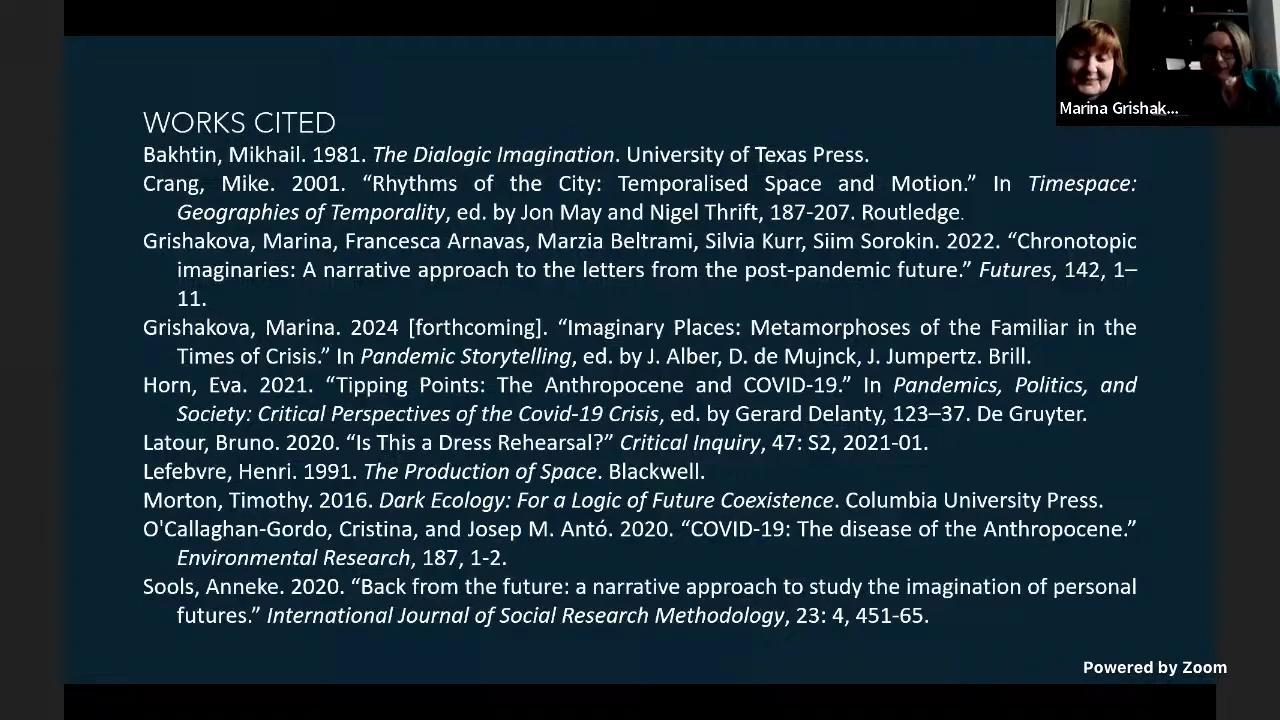 WORKS CITED
Bakhtin, Mikhail. 1981. The Dialogic Imagination. University of Texas Press.
Crang, Mike. 2001. “Rhythms of the City: Temporalised Space and Motion.” In Timespace:
Geographies of Temporality, ed. by Jon May and Nigel Thrift, 187-207. Routledge.
Grishakova, Marina, Francesca Arnavas, Marzia Beltrami, Silvia Kurr, Siim Sorokin. 2022. “Chronotopic
imaginaries: A narrative approach to the letters from the post-pandemic future.” Futures, 142, 1–
11.
Grishakova, Marina. 2024 [forthcoming]. “Imaginary Places: Metamorphoses of the Familiar in the
Times of Crisis.” In Pandemic Storytelling, ed. by J. Alber, D. de Mujnck, J. Jumpertz. Brill.
Horn, Eva. 2021. “Tipping Points: The Anthropocene and COVID-19.” In Pandemics, Politics, and
Society: Critical Perspectives of the Covid-19 Crisis, ed. by Gerard Delanty, 123–37. De Gruyter.
Latour, Bruno. 2020. “Is This a Dress Rehearsal?” Critical Inquiry, 47: S2, 2021-01.
Lefebvre, Henri. 1991. The Production of Space. Blackwell.
Morton, Timothy. 2016. Dark Ecology: For a Logic of Future Coexistence. Columbia University Press.
O'Callaghan-Gordo, Cristina, and Josep M. Antó. 2020. “COVID-19: The disease of the Anthropocene.”
Environmental Research, 187, 1-2.
Sools, Anneke. 2020. “Back from the future: a narrative approach to study the imagination of personal
futures.” International Journal of Social Research Methodology, 23: 4, 451-65.
Marina Grishak...
Powered by Zoom